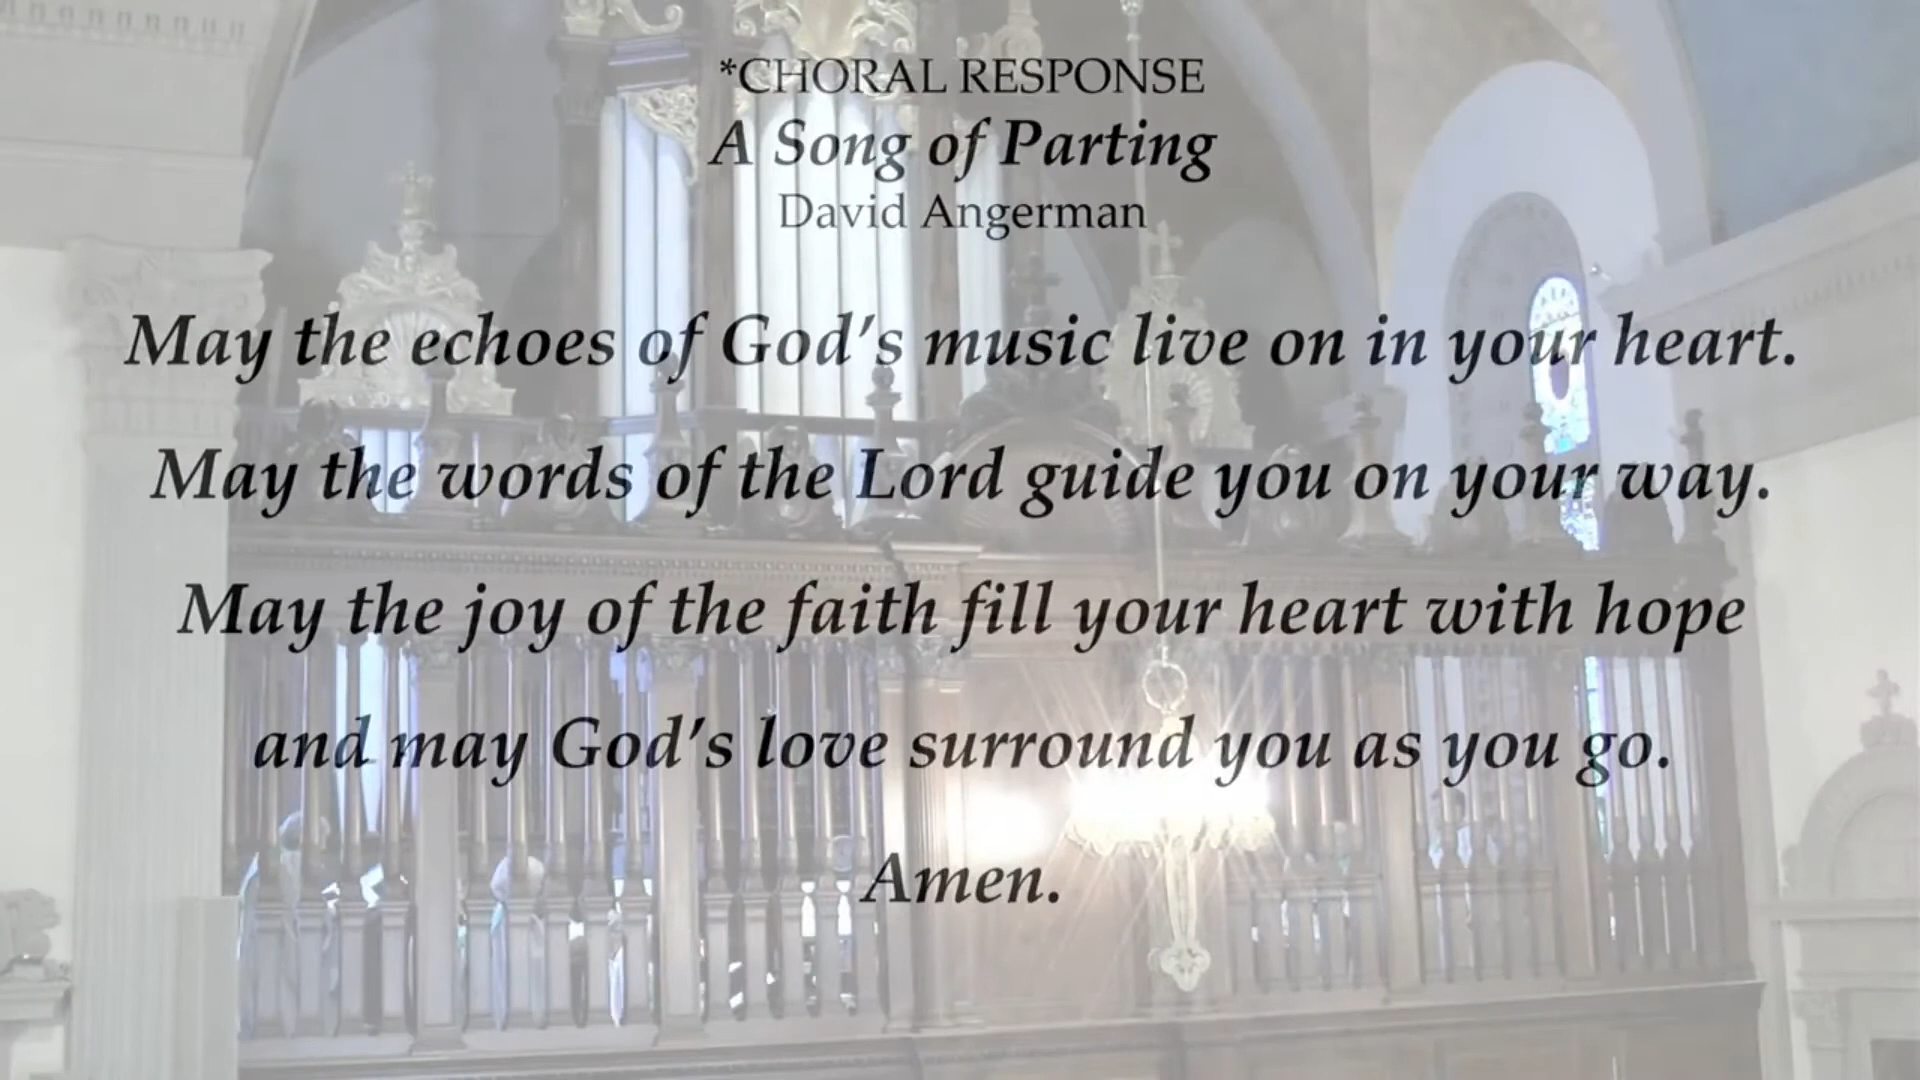 *CHORAL RESPONSE
A Song of Parting
David Angerman
May the echoes of God’s music live on in your heart.
May the words of the Lord guide you on your way.
May the joy of the faith fill your heart with hope
and may God’s love surround you as you go.
Amen.